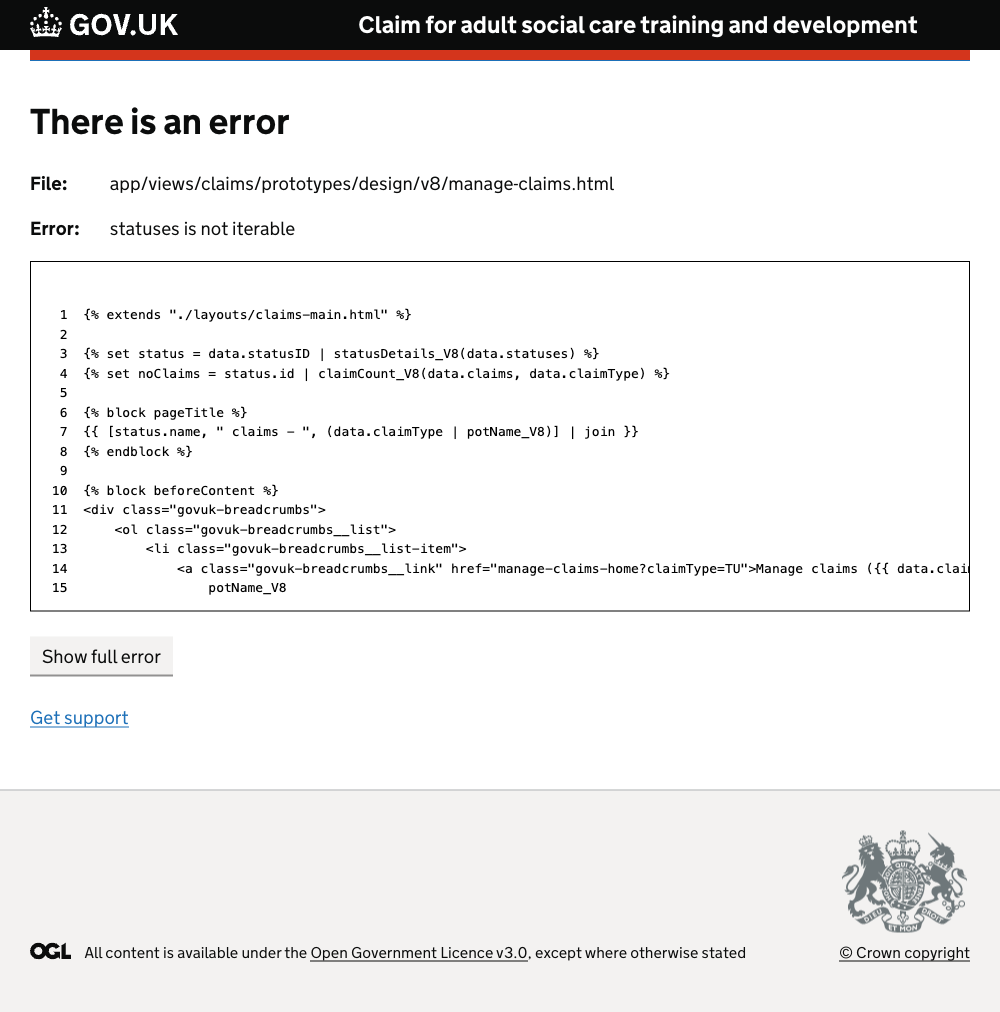 GOV.UK
Claim for adult social care training and development
There is an error
File: app/views/claims/prototypes/design/v8/manage-claims.html
Error: statuses is not iterable
1 {% extends "./layouts/claims-main.html" %}
2
3 {% set status = data.statusID | statusDetails_V8(data.statuses) %}
4 {% set noClaims = status.id | claimCount_V8(data.claims, data.claimType) %}
5
6 {% block pageTitle %}
7 {{ [status.name, " claims – ", (data.claimType | potName_V8)] | join }}
8 {% endblock %}
9
10 {% block beforeContent %}
11 <div class="govuk-breadcrumbs">
12     <ol class="govuk-breadcrumbs__list">
13         <li class="govuk-breadcrumbs__list-item">
14             <a class="govuk-breadcrumbs__link" href="manage-claims-home?claimType=TU">Manage claims ({{ data.clai
15                 potName_V8
Show full error
Get support
DIEU ET MON DROIT
OGL All content is available under the Open Government Licence v3.0, except where otherwise stated
© Crown copyright